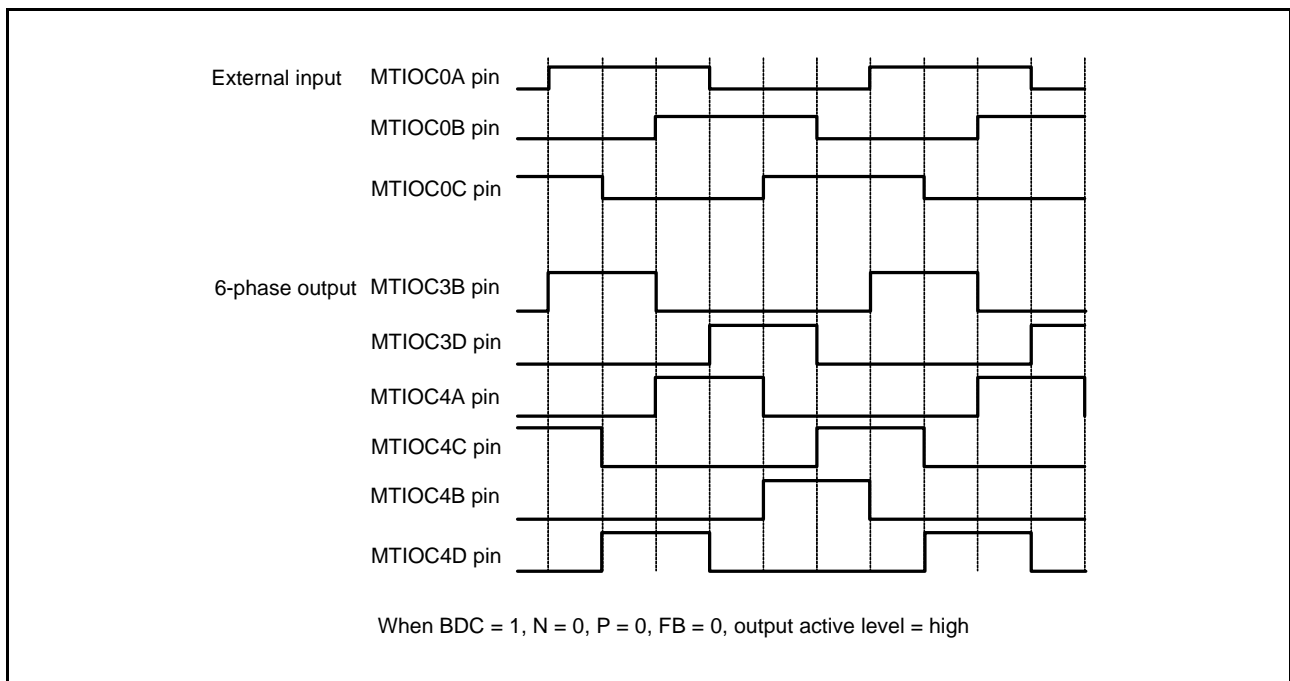 External input MTIOC0A pin
MTIOC0B pin
MTIOC0C pin
6-phase output MTIOC3B pin
MTIOC3D pin
MTIOC4A pin
MTIOC4C pin
MTIOC4B pin
MTIOC4D pin
When BDC = 1, N = 0, P = 0, FB = 0, output active level = high